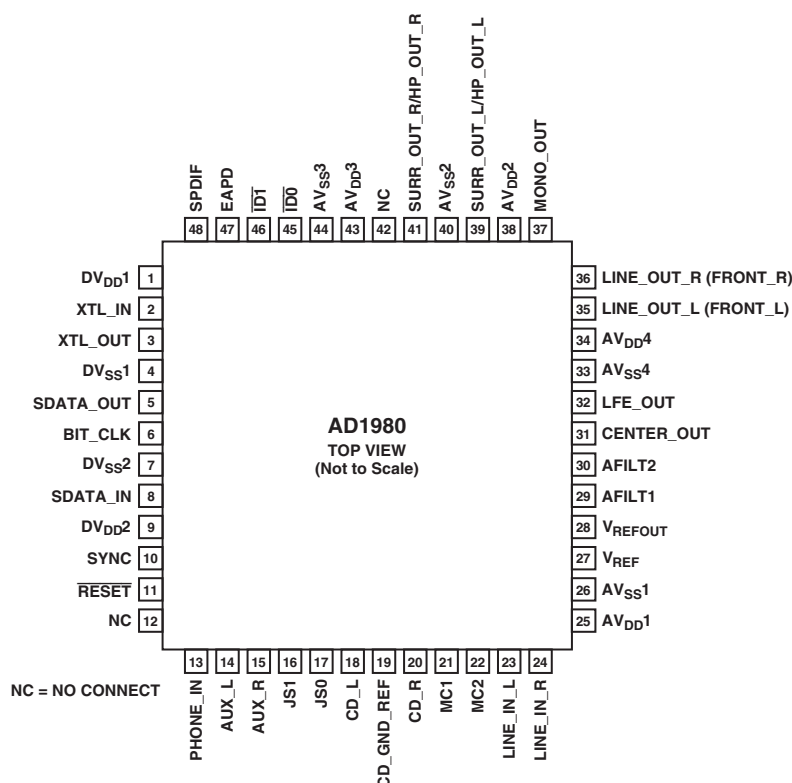 SPDIF
EAPD
ID1
ID0
AVSS3
AVDD3
NC
SURR_OUT_R/HP_OUT_R
AVSS2
SURR_OUT_L/HP_OUT_L
AVDD2
MONO_OUT
48 47 46 45 44 43 42 41 40 39 38 37
DVDD1 1
XTL_IN 2
XTL_OUT 3
DVSS1 4
SDATA_OUT 5
BIT_CLK 6
DVSS2 7
SDATA_IN 8
DVDD2 9
SYNC 10
RESET 11
NC 12
AD1980
TOP VIEW
(Not to Scale)
36 LINE_OUT_R (FRONT_R)
35 LINE_OUT_L (FRONT_L)
34 AVDD4
33 AVSS4
32 LFE_OUT
31 CENTER_OUT
30 AFILT2
29 AFILT1
28 VREFOUT
27 VREF
26 AVSS1
25 AVDD1
13 14 15 16 17 18 19 20 21 22 23 24
PHONE_IN
AUX_L
AUX_R
JS1
JS0
CD_L
CD_GND_REF
CD_R
MC1
MC2
LINE_IN_L
LINE_IN_R
NC = NO CONNECT